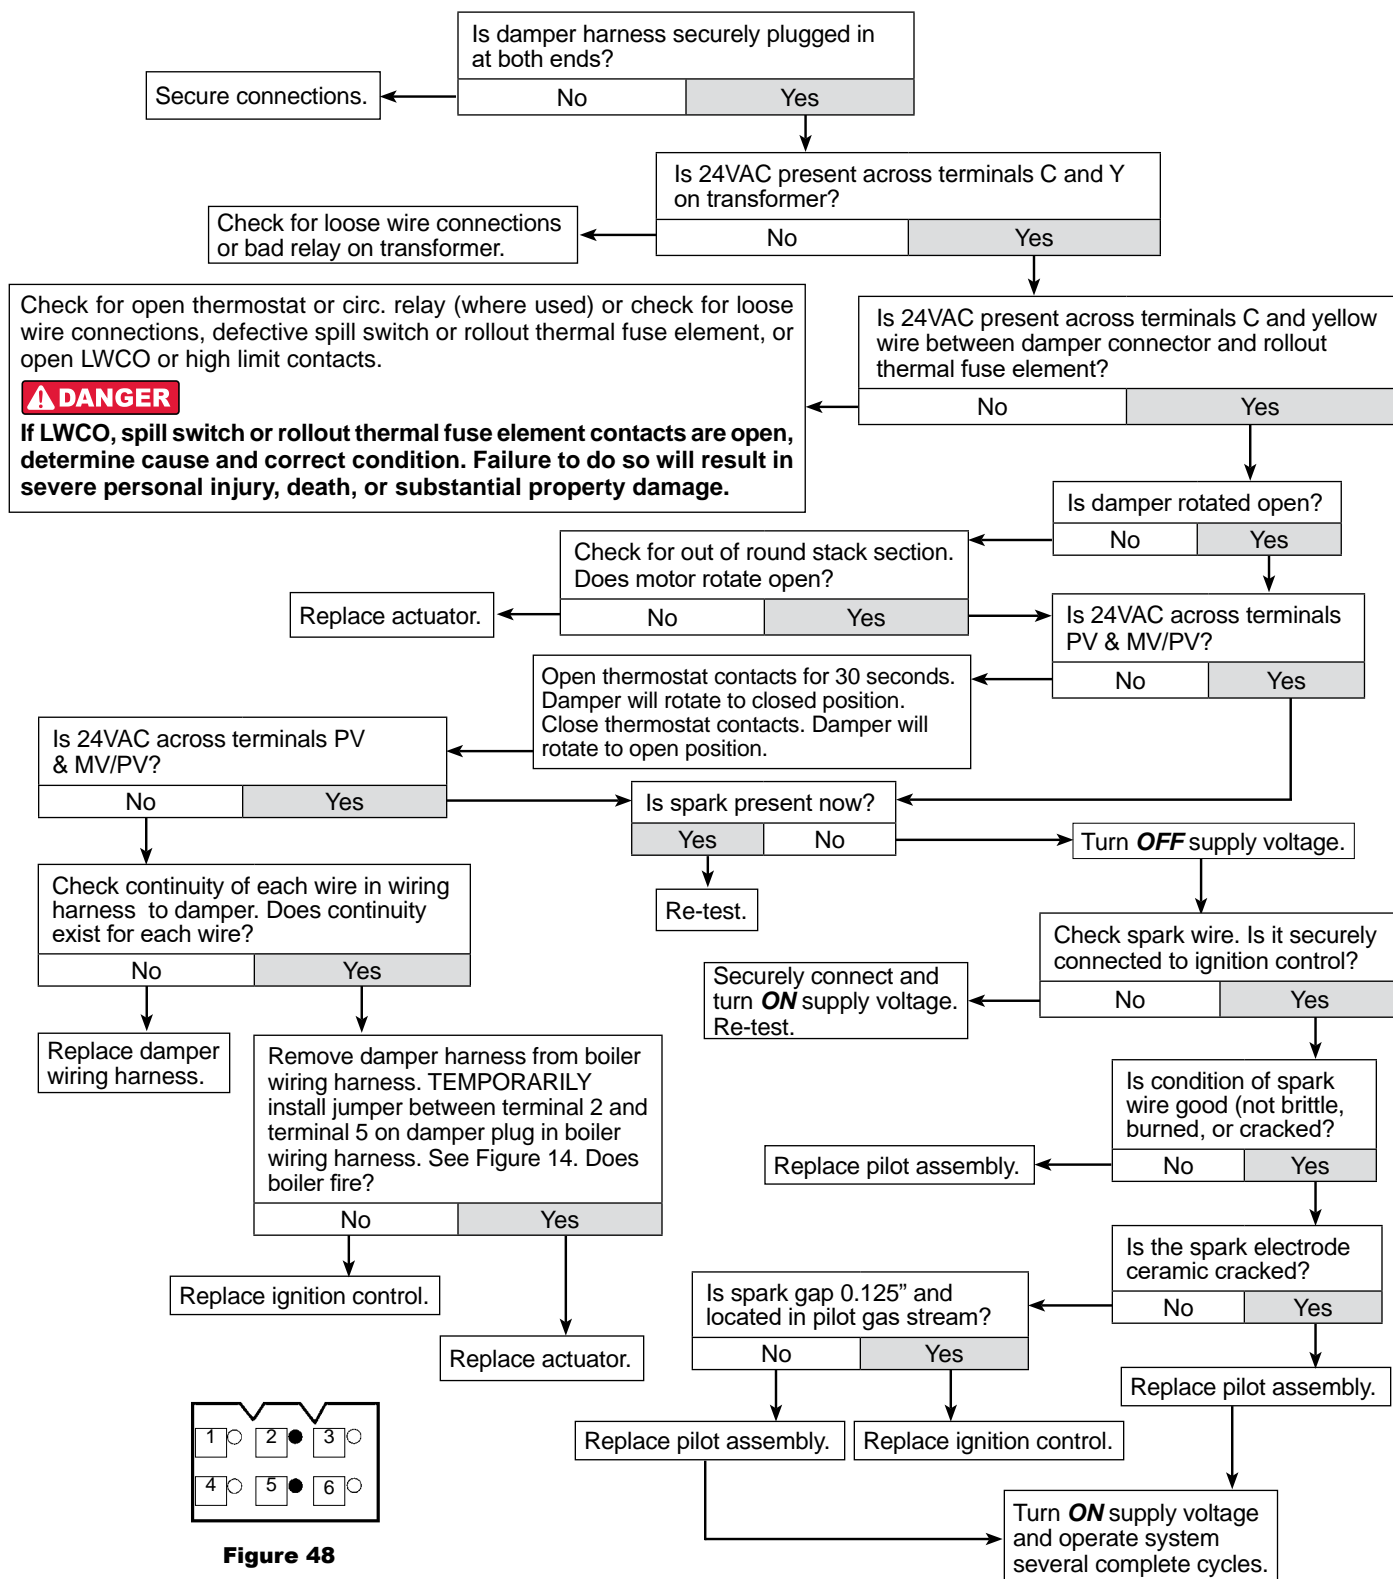 Is damper harness securely plugged in
at both ends?
No
Yes
Secure connections.
Is 24VAC present across terminals C and Y
on transformer?
No
Yes
Check for loose wire connections
or bad relay on transformer.
Check for open thermostat or circ. relay (where used) or check for loose
wire connections, defective spill switch or rollout thermal fuse element, or
open LWCO or high limit contacts.
DANGER
If LWCO, spill switch or rollout thermal fuse element contacts are open,
determine cause and correct condition. Failure to do so will result in
severe personal injury, death, or substantial property damage.
Is 24VAC present across terminals C and yellow
wire between damper connector and rollout
thermal fuse element?
No
Yes
Is damper rotated open?
No
Yes
Check for out of round stack section.
Does motor rotate open?
No
Yes
Replace actuator.
Is 24VAC across terminals
PV & MV/PV?
No
Yes
Open thermostat contacts for 30 seconds.
Damper will rotate to closed position.
Close thermostat contacts. Damper will
rotate to open position.
Is 24VAC across terminals PV
& MV/PV?
No
Yes
Is spark present now?
Yes
No
Turn OFF supply voltage.
Re-test.
Check continuity of each wire in wiring
harness to damper. Does continuity
exist for each wire?
No
Yes
Check spark wire. Is it securely
connected to ignition control?
No
Yes
Securely connect and
turn ON supply voltage.
Re-test.
Replace damper
wiring harness.
Remove damper harness from boiler
wiring harness. TEMPORARILY
install jumper between terminal 2 and
terminal 5 on damper plug in boiler
wiring harness. See Figure 14. Does
boiler fire?
No
Yes
Is condition of spark
wire good (not brittle,
burned, or cracked?
No
Yes
Replace pilot assembly.
Is the spark electrode
ceramic cracked?
No
Yes
Replace ignition control.
Is spark gap 0.125” and
located in pilot gas stream?
No
Yes
Replace actuator.
Replace pilot assembly.
Replace pilot assembly.
Replace ignition control.
1
2
3
4
5
6
Turn ON supply voltage
and operate system
several complete cycles.
Figure 48